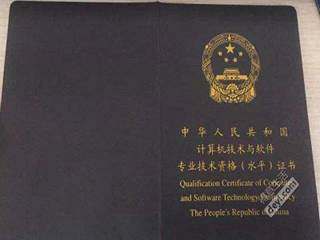 中华人民共和国
计算机技术与软件
专业技术资格（水平）证书
Qualification Certificate of
and Software Technology
The People's Republic of China